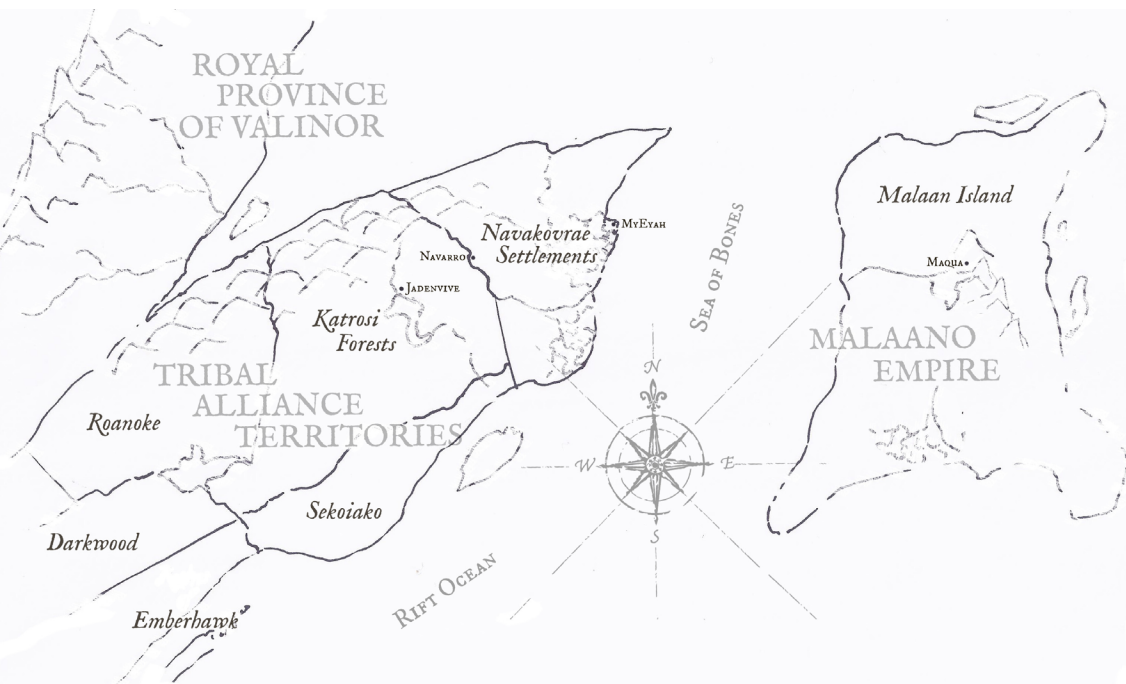 ROYAL
PROVINCE
OF VALINOR
Malaan Island
MyEyah
Navakovrae
Settlements
Navarro
Maqua
Sea of Bones
Jadenvive
Katrosi
Forests
MALAANO
EMPIRE
TRIBAL
ALLIANCE
TERRITORIES
N
Roanoke
W
E
Sekoiako
S
Darkwood
Rift Ocean
Emberhawk